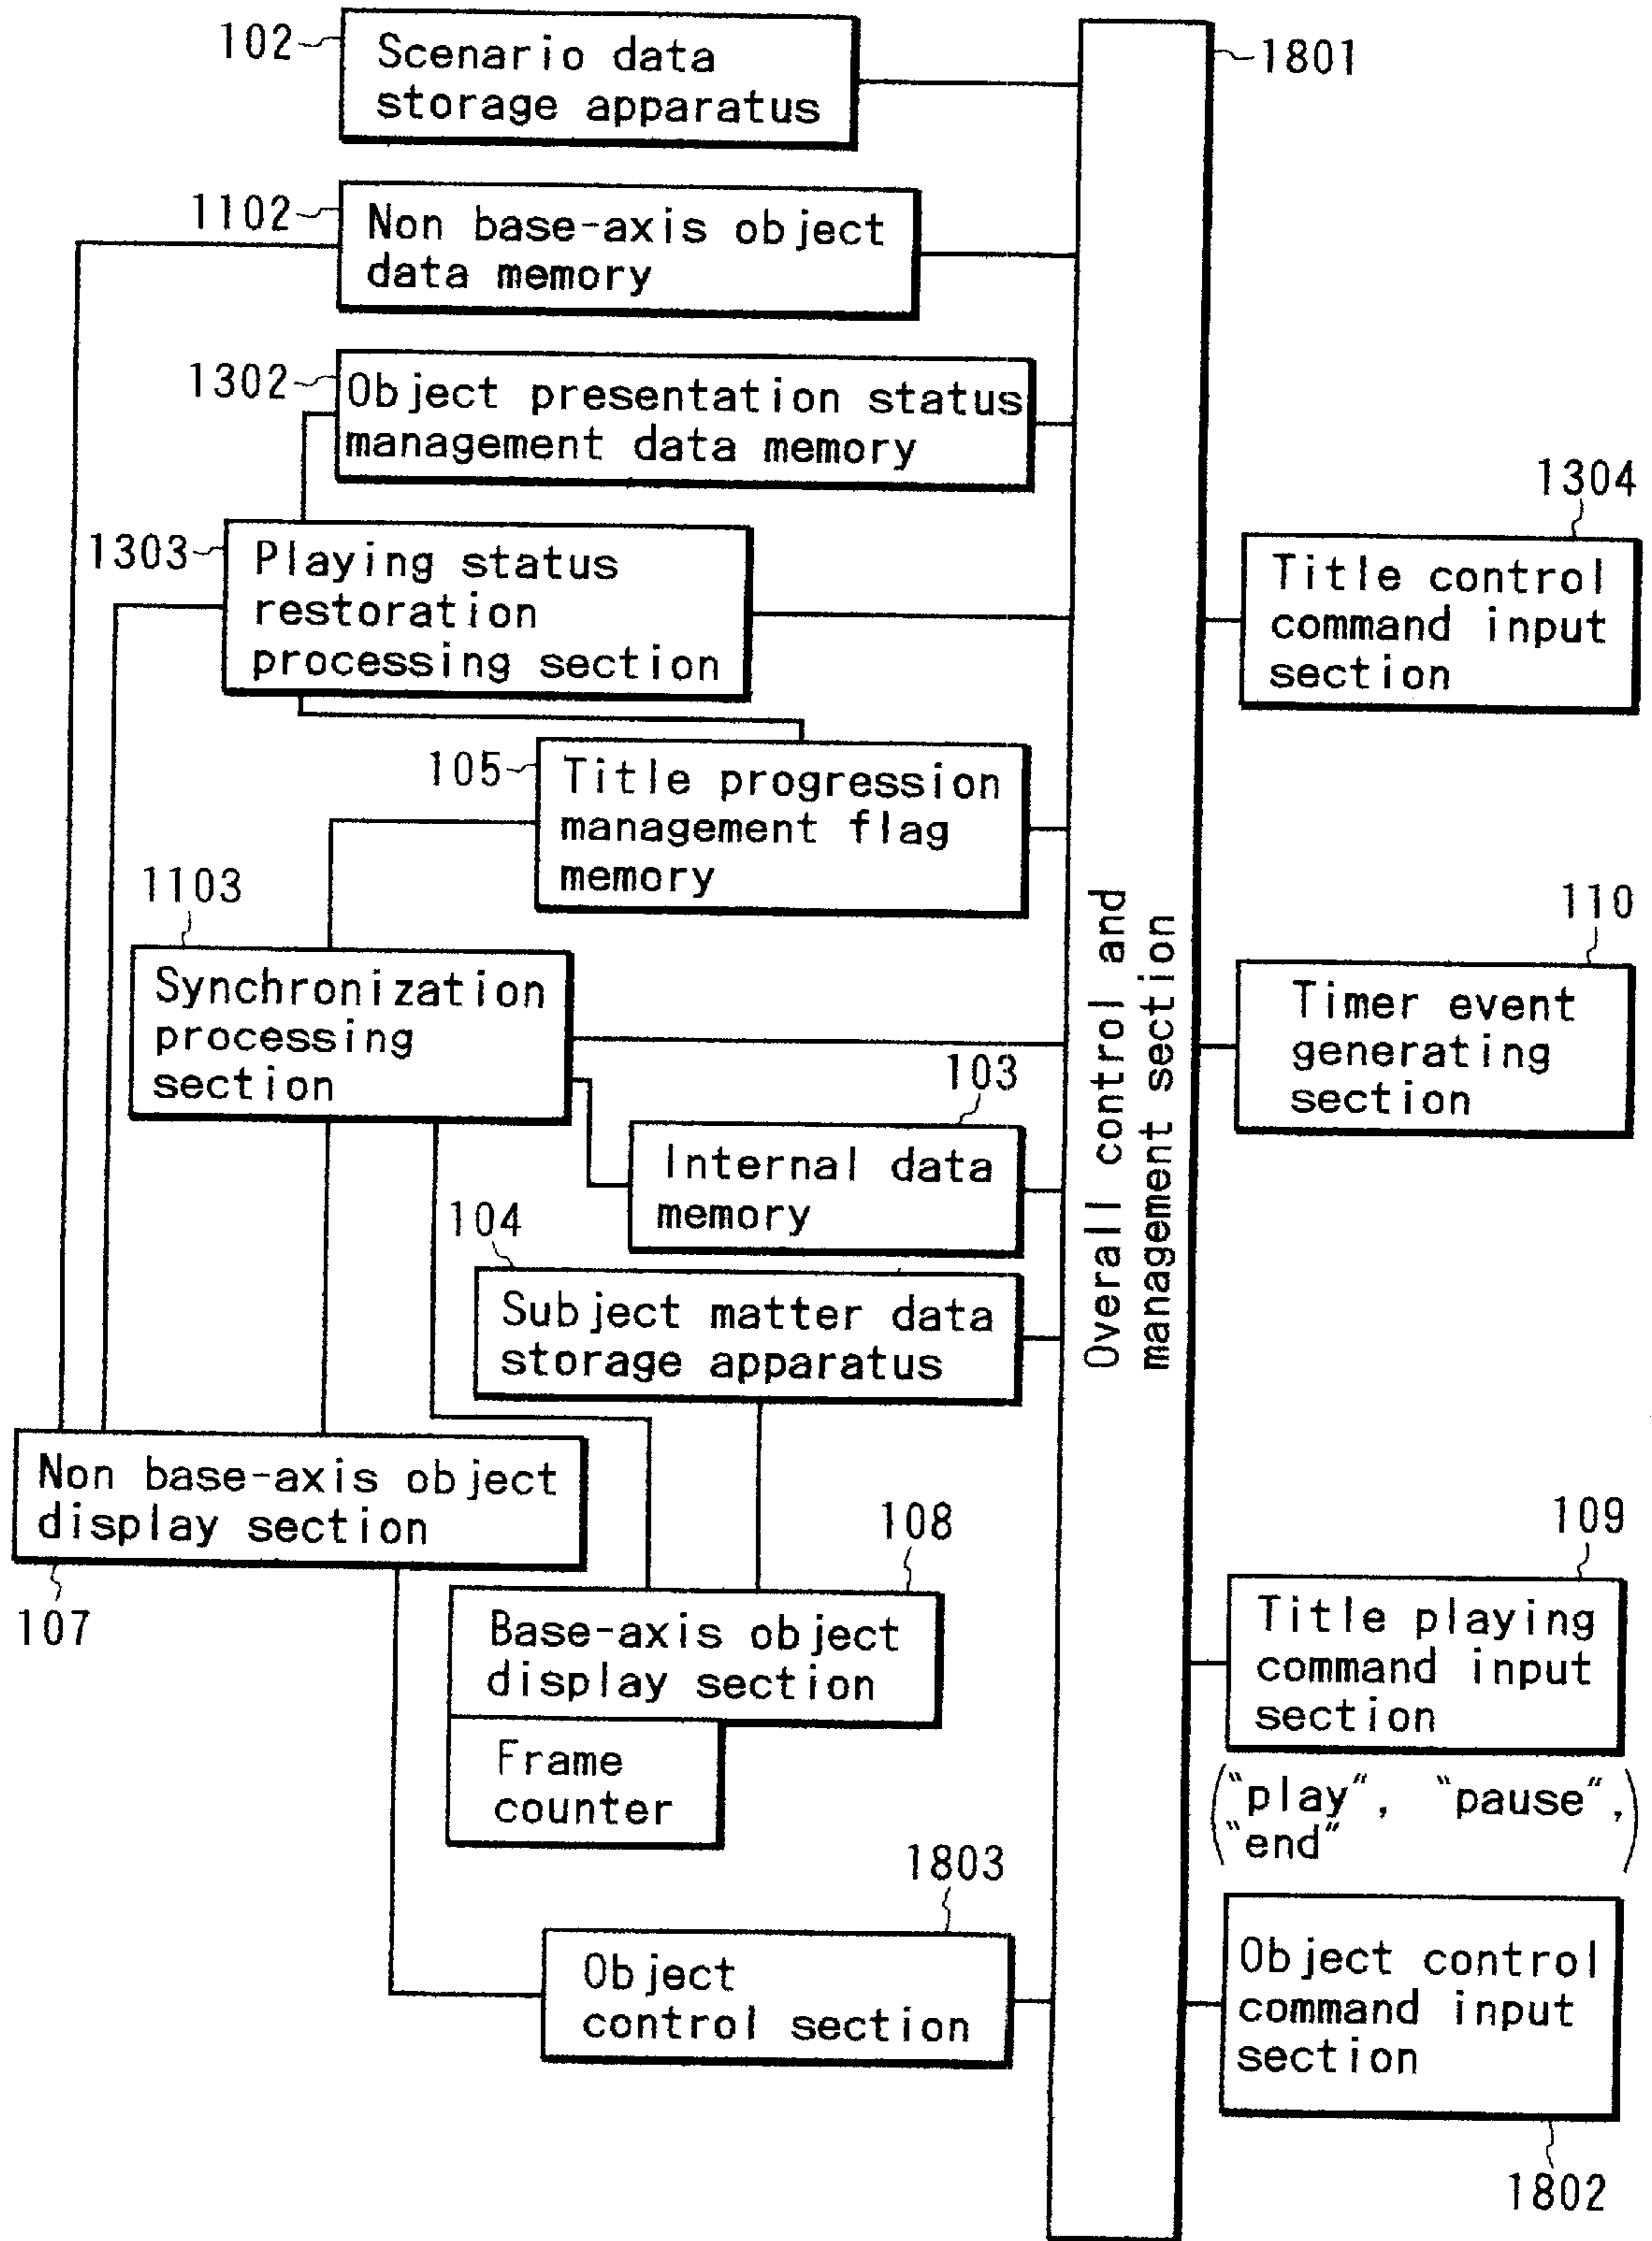 102
Scenario data
storage apparatus
1801
1102
Non base-axis object
data memory
1302
Object presentation status
management data memory
1303
Playing status
restoration
processing section
1304
Title control
command input
section
105
Title progression
management flag
memory
1103
Synchronization
processing
section
Overall control and
management section
110
Timer event
generating
section
103
Internal data
memory
104
Subject matter data
storage apparatus
Non base-axis object
display section
107
108
Base-axis object
display section
Frame
counter
109
Title playing
command input
section
("play", "pause",
"end")
1803
Object
control section
Object control
command input
section
1802